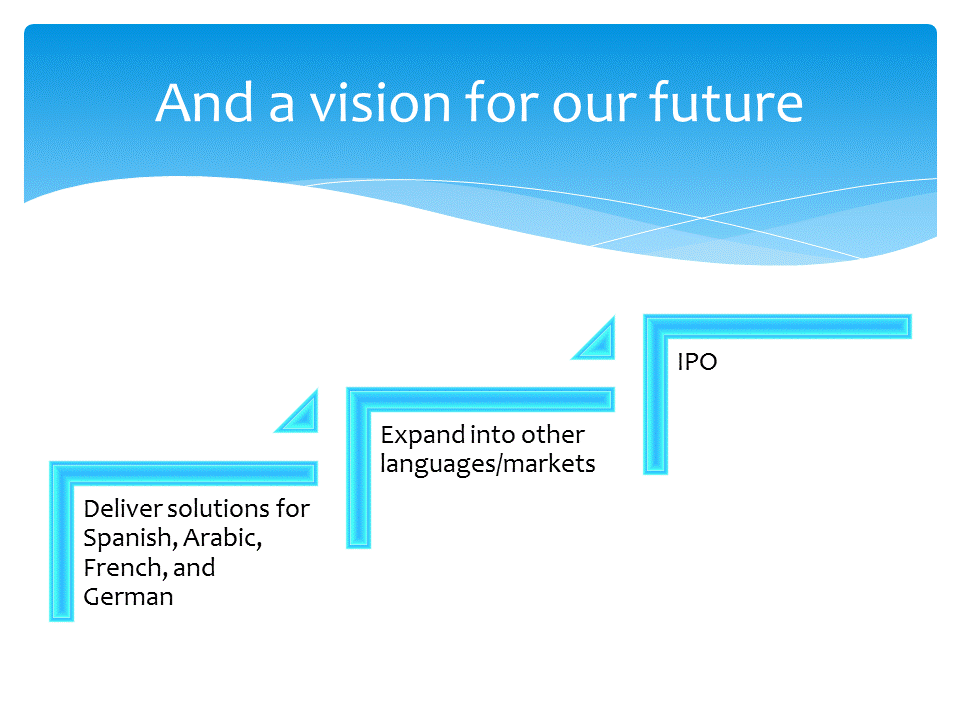 And a vision for our future
Deliver solutions for
Spanish, Arabic,
French, and
German
Expand into other
languages/markets
IPO